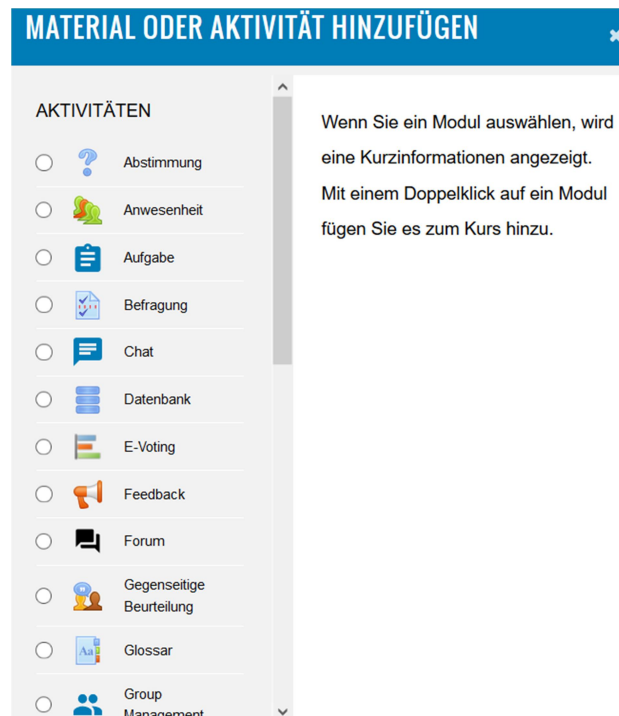 MATERIAL ODER AKTIVITÄT HINZUFÜGEN
AKTIVITÄTEN
Abstimmung
Anwesenheit
Aufgabe
Befragung
Chat
Datenbank
E-Voting
Feedback
Forum
Gegenseitige
Beurteilung
Glossar
Group
Management
Wenn Sie ein Modul auswählen, wird
eine Kurzinformationen angezeigt.
Mit einem Doppelklick auf ein Modul
fügen Sie es zum Kurs hinzu.